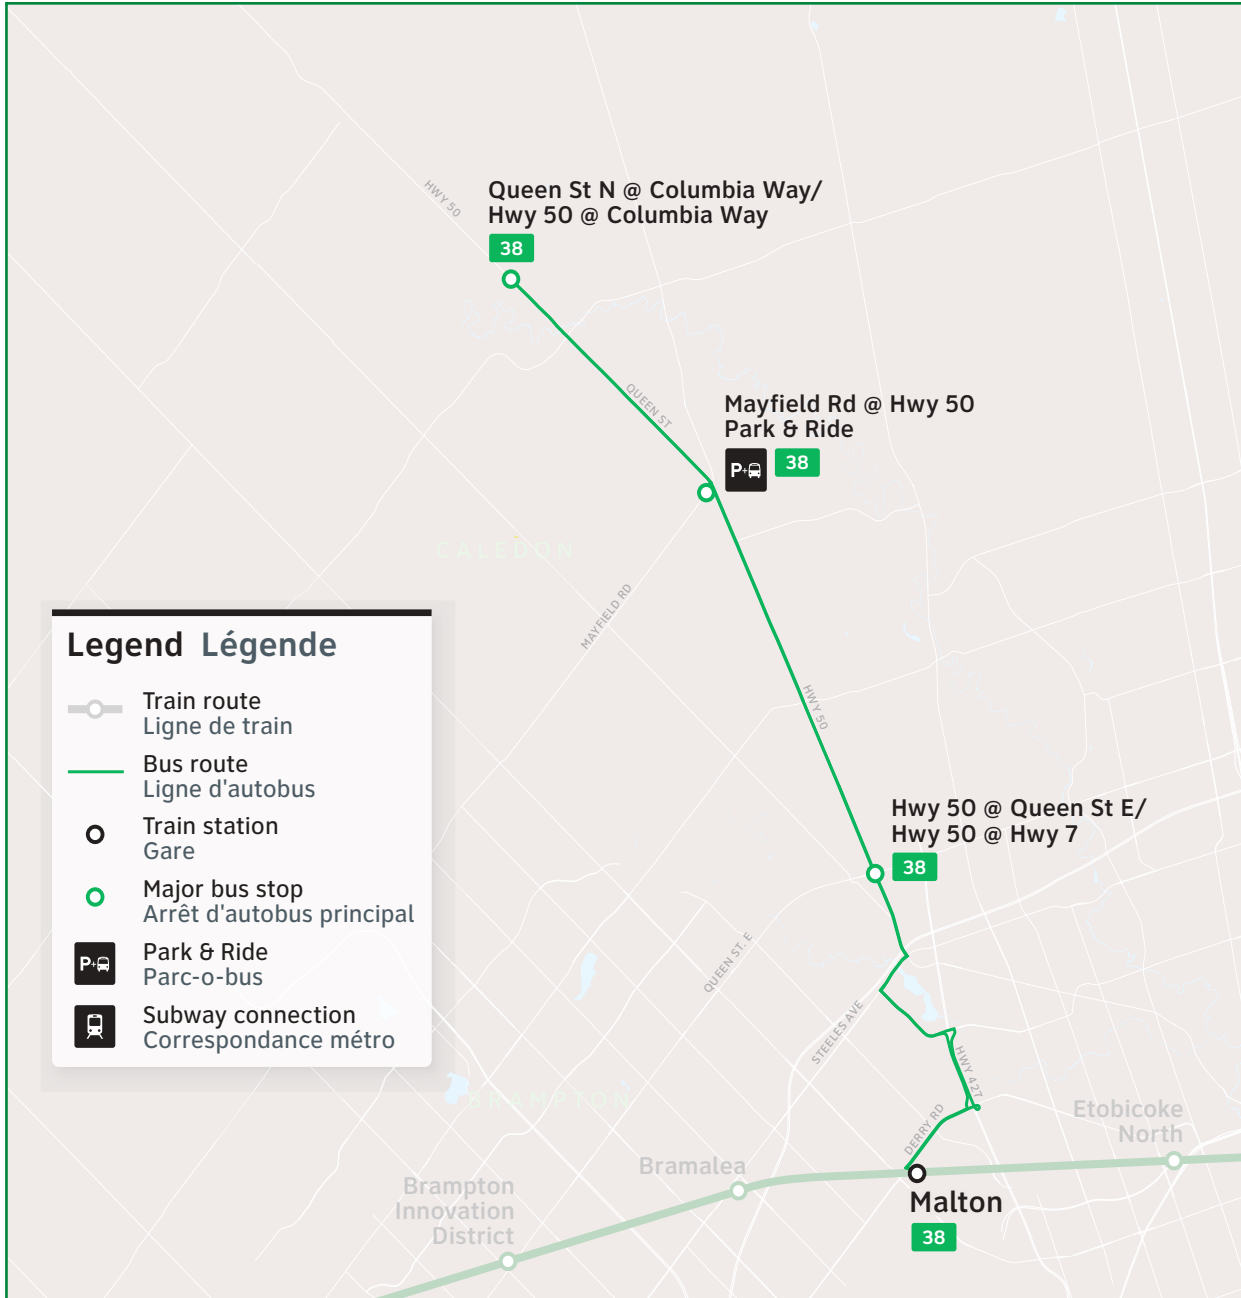 HWY 50
Queen St N @ Columbia Way/
Hwy 50 @ Columbia Way
38
QUEEN ST
Mayfield Rd @ Hwy 50
Park & Ride
P+
38
CALEDON
MAYFIELD RD
Legend Légende
Train route
Ligne de train
Bus route
Ligne d'autobus
Train station
Gare
Major bus stop
Arrêt d'autobus principal
P+
Park & Ride
Parc-o-bus
Subway connection
Correspondance métro
HWY 50
Hwy 50 @ Queen St E/
Hwy 50 @ Hwy 7
38
QUEEN ST. E
STEELES AVE
HWY 427
DERRY RD
BRAMPTON
Etobicoke
North
Bramalea
Brampton
Innovation
District
Malton
38